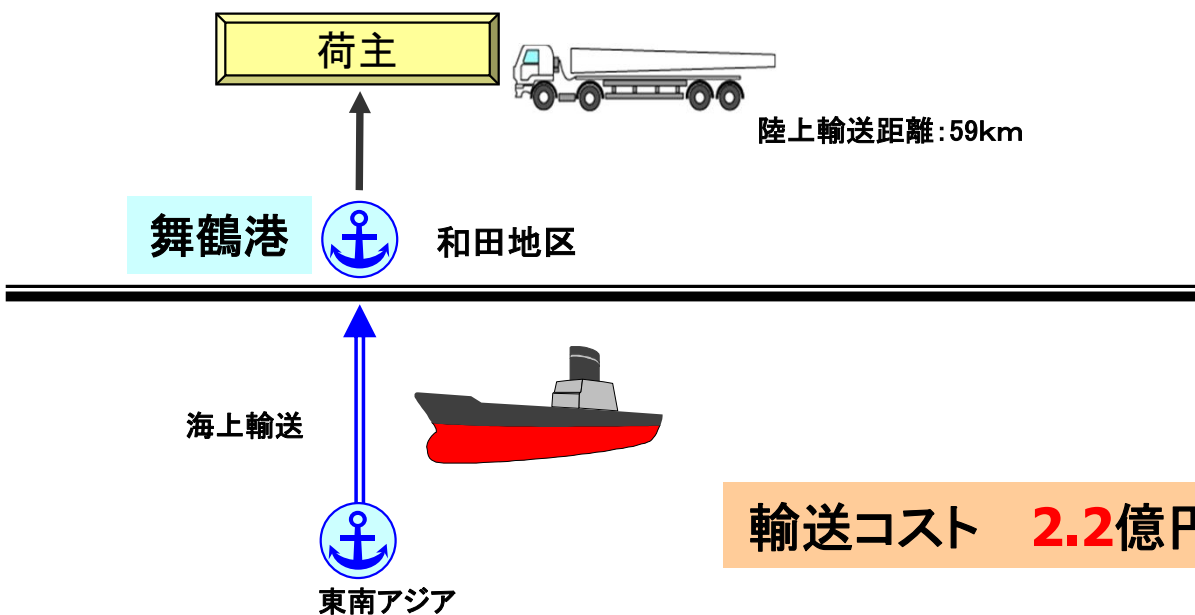 荷主
陸上輸送距離:59km
舞鶴港
和田地区
海上輸送
輸送コスト 2.2億円
東南アジア